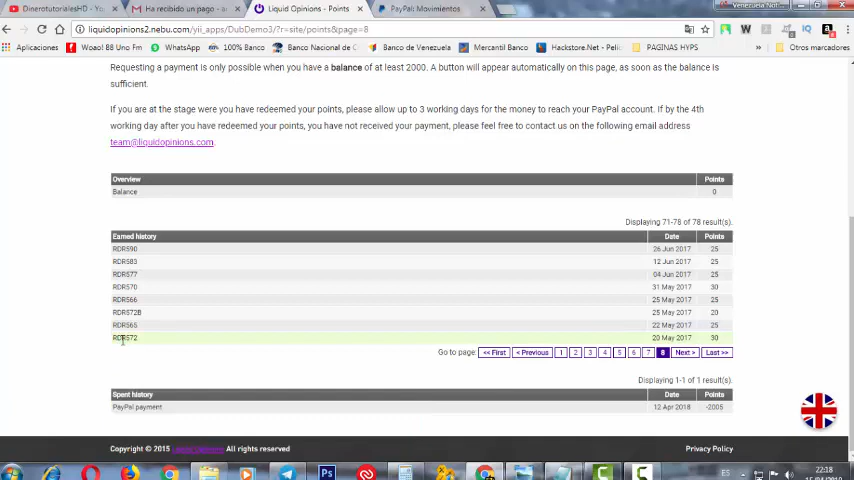 DinerotutorialesHD - Yo
Ha recibido un pago -
Liquid Opinions - Points
PayPal: Movimientos
liquidopinions2.nebu.com/yii_apps/DubDemo3/?r=site/points&page=8
Aplicaciones
Woao! 88 Uno Fm
WhatsApp
100% Banco
Banco Nacional de C
Banco de Venezuela
Mercantil Banco
Hackstore.Net - Pelic
PAGINAS HYPS
Otros marcadores
Requesting a payment is only possible when you have a balance of at least 2000. A button will appear automatically on this page, as soon as the balance is
sufficient.
If you are at the stage were you have redeemed your points, please allow up to 3 working days for the money to reach your PayPal account. If by the 4th
working day after you have redeemed your points, you have not received your payment, please feel free to contact us on the following email address
team@liquidopinions.com.
Overview Points
Balance 0
Displaying 71-78 of 78 result(s).
Earned history Date Points
RDR590 26 Jun 2017 25
RDR583 12 Jun 2017 25
RDR577 04 Jun 2017 25
RDR570 31 May 2017 30
RDR566 25 May 2017 25
RDR572B 25 May 2017 20
RDR565 22 May 2017 25
RDR572 20 May 2017 30
Go to page: << First < Previous 1 2 3 4 5 6 7 8 Next > Last >>
Displaying 1-1 of 1 result(s).
Spent history Date Points
PayPal payment 12 Apr 2018 -2005
Copyright © 2015 Liquid Opinions All rights reserved Privacy Policy
ES
22:18